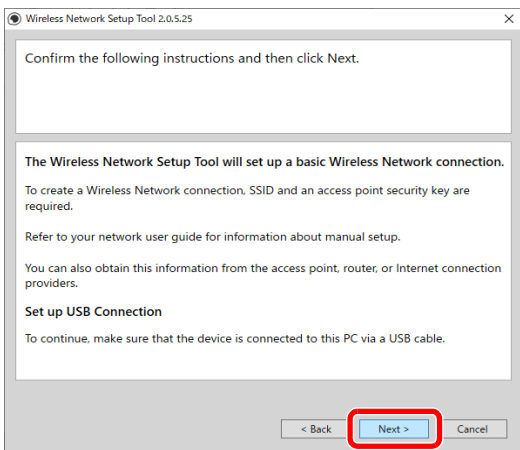 Wireless Network Setup Tool 2.0.5.25
Confirm the following instructions and then click Next.
The Wireless Network Setup Tool will set up a basic Wireless Network connection.
To create a Wireless Network connection, SSID and an access point security key are
required.
Refer to your network user guide for information about manual setup.
You can also obtain this information from the access point, router, or Internet connection
providers.
Set up USB Connection
To continue, make sure that the device is connected to this PC via a USB cable.
< Back Next > Cancel